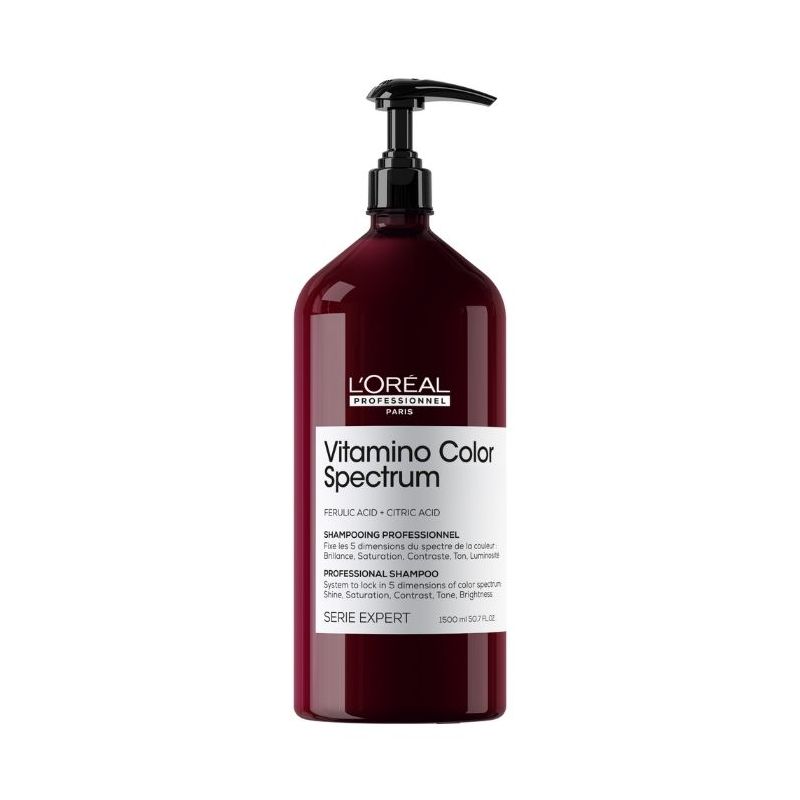 L'ORÉAL
PROFESSIONNEL
PARIS
Vitamino Color
Spectrum
FERULIC ACID + CITRIC ACID
SHAMPOOING PROFESSIONNEL
Fixe les 5 dimensions du spectre de la couleur :
Brillance, Saturation, Contraste, Ton, Luminosité
PROFESSIONAL SHAMPOO
System to lock in 5 dimensions of color spectrum:
Shine, Saturation, Contrast, Tone, Brightness
SERIE EXPERT
1500 ml 50.7 FL.OZ